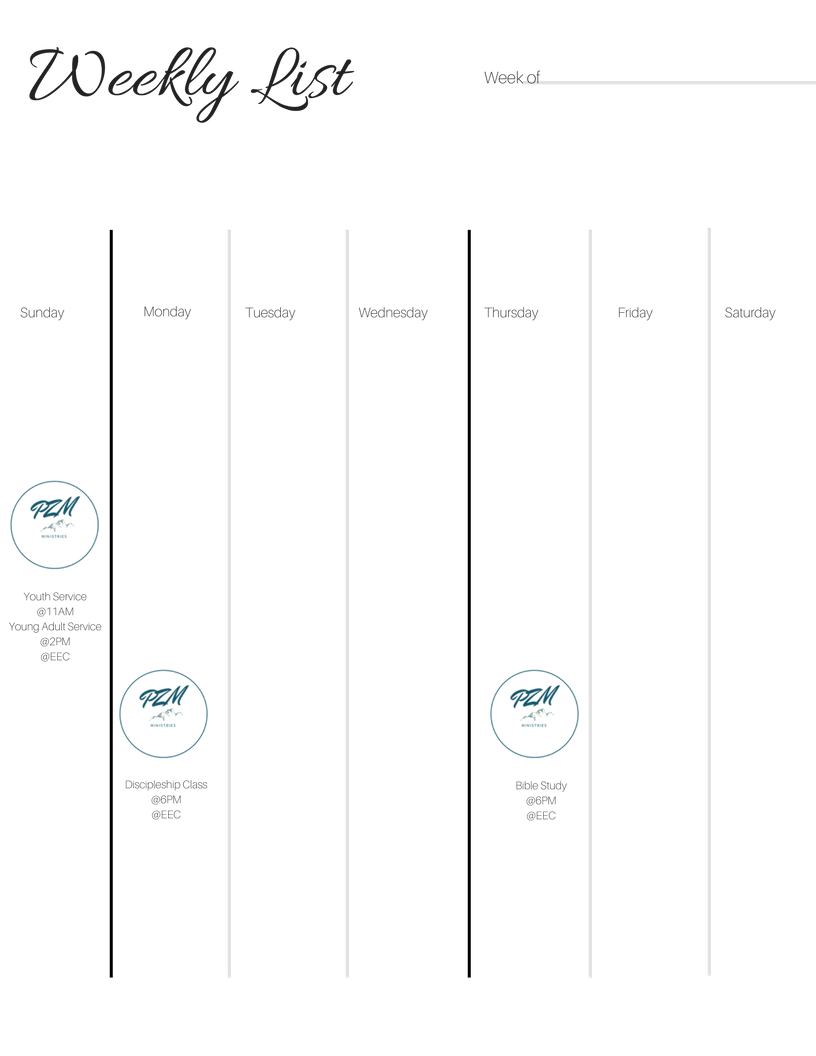 Weekly List
Week of
Sunday
Monday
Tuesday
Wednesday
Thursday
Friday
Saturday
PZM
MINISTRIES
Youth Service
@11AM
Young Adult Service
@2PM
@EEC
PZM
MINISTRIES
Discipleship Class
@6PM
@EEC
PZM
MINISTRIES
Bible Study
@6PM
@EEC